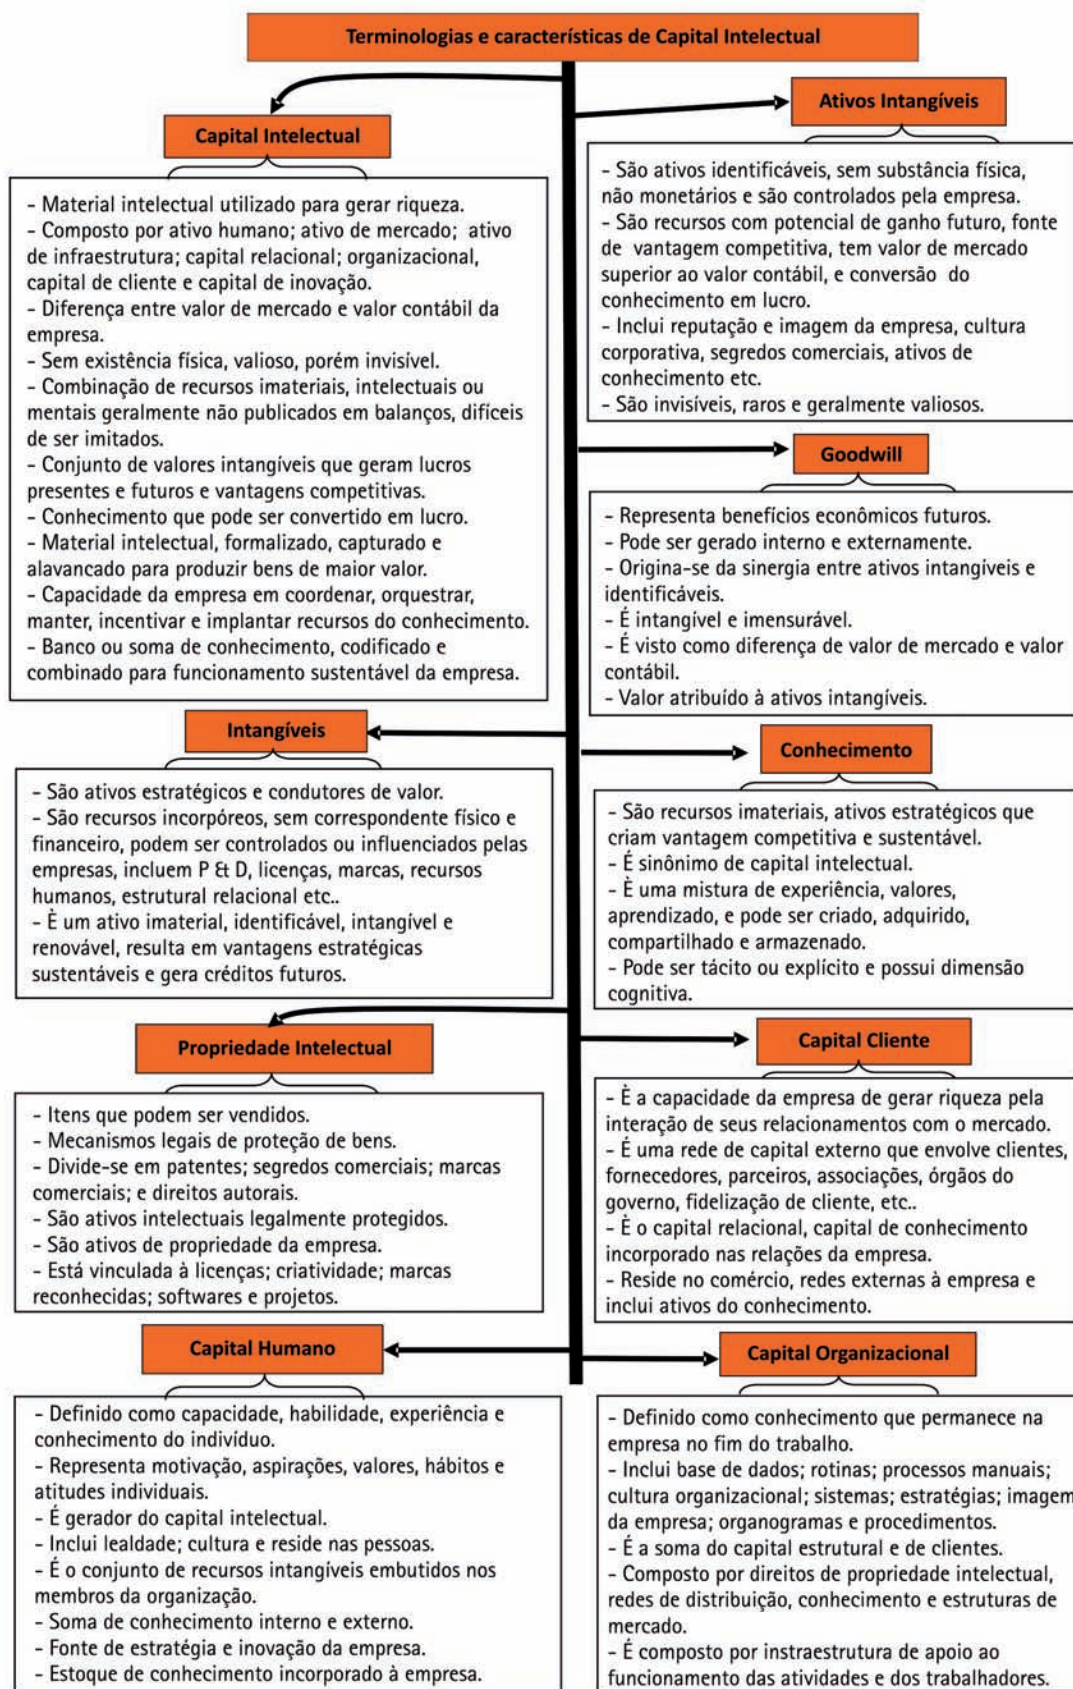 Terminologias e características de Capital Intelectual
Capital Intelectual
- Material intelectual utilizado para gerar riqueza.
- Composto por ativo humano; ativo de mercado; ativo
de infraestrutura; capital relacional; organizacional,
capital de cliente e capital de inovação.
- Diferença entre valor de mercado e valor contábil da
empresa.
- Sem existência física, valioso, porém invisível.
- Combinação de recursos imateriais, intelectuais ou
mentais geralmente não publicados em balanços, difíceis
de ser imitados.
- Conjunto de valores intangíveis que geram lucros
presentes e futuros e vantagens competitivas.
- Conhecimento que pode ser convertido em lucro.
- Material intelectual, formalizado, capturado e
alavancado para produzir bens de maior valor.
- Capacidade da empresa em coordenar, orquestrar,
manter, incentivar e implantar recursos do conhecimento.
- Banco ou soma de conhecimento, codificado e
combinado para funcionamento sustentável da empresa.
Ativos Intangíveis
- São ativos identificáveis, sem substância física,
não monetários e são controlados pela empresa.
- São recursos com potencial de ganho futuro, fonte
de vantagem competitiva, tem valor de mercado
superior ao valor contábil, e conversão do
conhecimento em lucro.
- Inclui reputação e imagem da empresa, cultura
corporativa, segredos comerciais, ativos de
conhecimento etc.
- São invisíveis, raros e geralmente valiosos.
Goodwill
- Representa benefícios econômicos futuros.
- Pode ser gerado interno e externamente.
- Origina-se da sinergia entre ativos intangíveis e
identificáveis.
- É intangível e imensurável.
- É visto como diferença de valor de mercado e valor
contábil.
- Valor atribuído à ativos intangíveis.
Intangíveis
- São ativos estratégicos e condutores de valor.
- São recursos incorpóreos, sem correspondente físico e
financeiro, podem ser controlados ou influenciados pelas
empresas, incluem P & D, licenças, marcas, recursos
humanos, estrutural relacional etc..
- È um ativo imaterial, identificável, intangível e
renovável, resulta em vantagens estratégicas
sustentáveis e gera créditos futuros.
Conhecimento
- São recursos imateriais, ativos estratégicos que
criam vantagem competitiva e sustentável.
- É sinônimo de capital intelectual.
- È uma mistura de experiência, valores,
aprendizado, e pode ser criado, adquirido,
compartilhado e armazenado.
- Pode ser tácito ou explícito e possui dimensão
cognitiva.
Propriedade Intelectual
- Itens que podem ser vendidos.
- Mecanismos legais de proteção de bens.
- Divide-se em patentes; segredos comerciais; marcas
comerciais; e direitos autorais.
- São ativos intelectuais legalmente protegidos.
- São ativos de propriedade da empresa.
- Está vinculada à licenças; criatividade; marcas
reconhecidas; softwares e projetos.
Capital Cliente
- È a capacidade da empresa de gerar riqueza pela
interação de seus relacionamentos com o mercado.
- É uma rede de capital externo que envolve clientes,
fornecedores, parceiros, associações, órgãos do
governo, fidelização de cliente, etc..
- È o capital relacional, capital de conhecimento
incorporado nas relações da empresa.
- Reside no comércio, redes externas à empresa e
inclui ativos do conhecimento.
Capital Humano
- Definido como capacidade, habilidade, experiência e
conhecimento do indivíduo.
- Representa motivação, aspirações, valores, hábitos e
atitudes individuais.
- É gerador do capital intelectual.
- Inclui lealdade; cultura e reside nas pessoas.
- É o conjunto de recursos intangíveis embutidos nos
membros da organização.
- Soma de conhecimento interno e externo.
- Fonte de estratégia e inovação da empresa.
- Estoque de conhecimento incorporado à empresa.
Capital Organizacional
- Definido como conhecimento que permanece na
empresa no fim do trabalho.
- Inclui base de dados; rotinas; processos manuais;
cultura organizacional; sistemas; estratégias; imagem
da empresa; organogramas e procedimentos.
- É a soma do capital estrutural e de clientes.
- Composto por direitos de propriedade intelectual,
redes de distribuição, conhecimento e estruturas de
mercado.
- É composto por instraestrutura de apoio ao
funcionamento das atividades e dos trabalhadores.